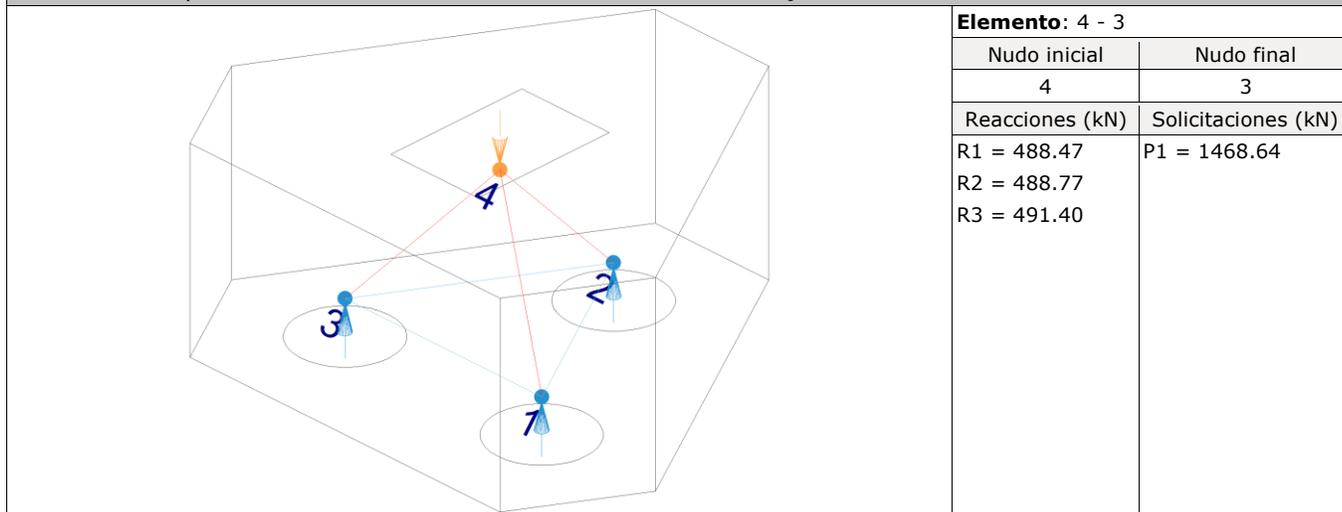 Elemento: 4 - 3
Nudo inicial Nudo final
4 3
Reacciones (kN) Solicitaciones (kN)
R1 = 488.47 P1 = 1468.64
R2 = 488.77
R3 = 491.40
4
2
3
1